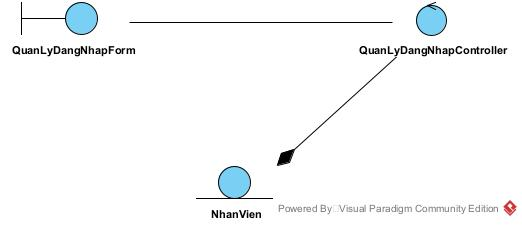 QuanLyDangNhapForm
QuanLyDangNhapController
NhanVien
Powered By Visual Paradigm Community Edition